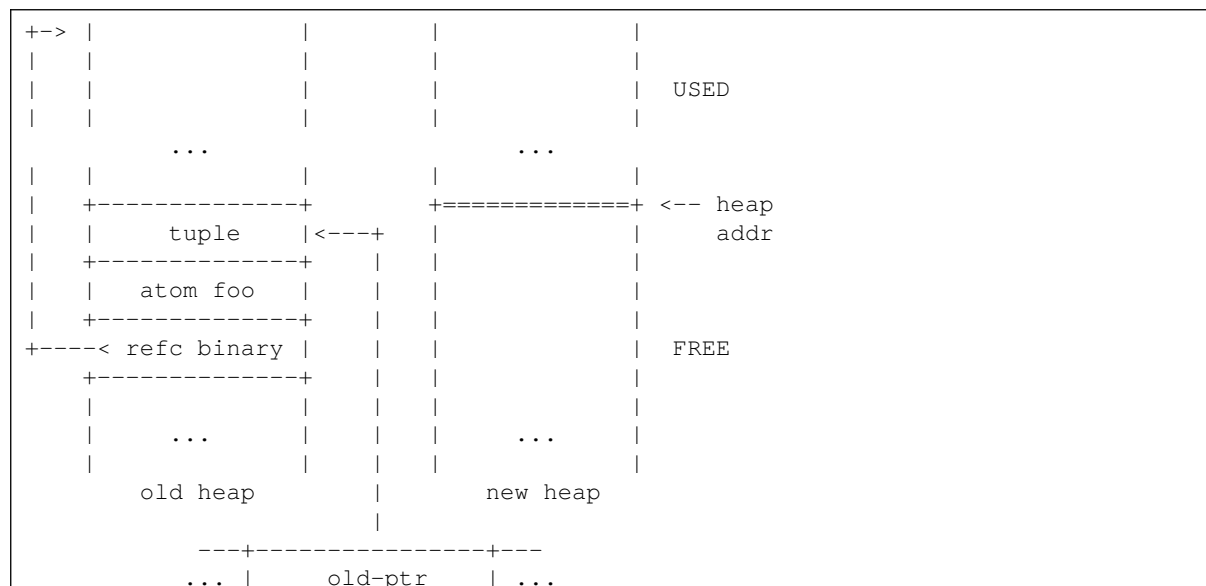 +-> | | | |
| | | | |
| | | | | USED
| | | | |
... ...
| | | | |
| +--------------+ +=============+ <-- heap
| | tuple |<---+ | | addr
| +--------------+ | | |
| | atom foo | | | |
| +--------------+ | | |
+----< refc binary | | | | FREE
+--------------+ | | |
| | | | |
| ... | | | ... |
| | | | |
old heap | new heap
|
---+----------------+---
... | old-ptr | ...